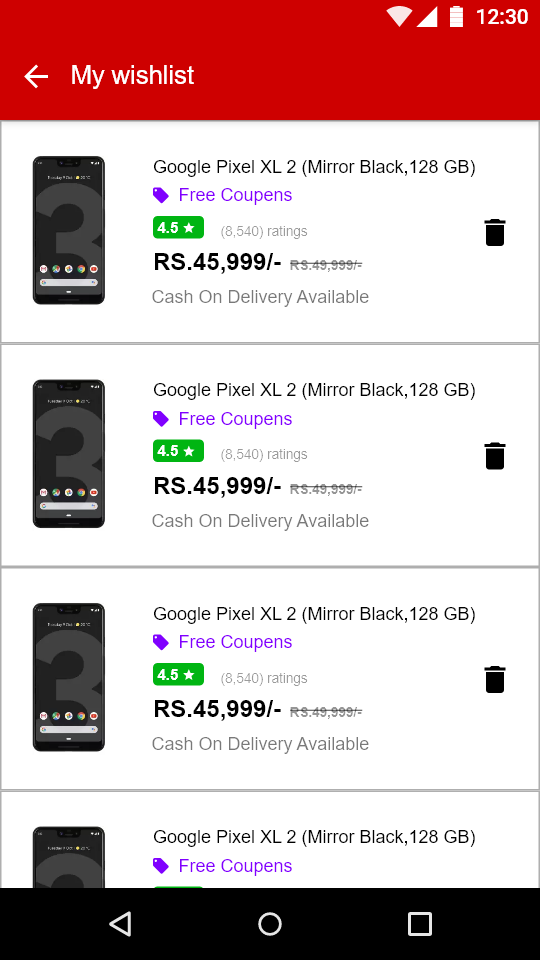 12:30
My wishlist
Google Pixel XL 2 (Mirror Black,128 GB)
Free Coupens
4.5 ★ (8,540) ratings
RS.45,999/- RS.49,999/-
Cash On Delivery Available
Google Pixel XL 2 (Mirror Black,128 GB)
Free Coupens
4.5 ★ (8,540) ratings
RS.45,999/- RS.49,999/-
Cash On Delivery Available
Google Pixel XL 2 (Mirror Black,128 GB)
Free Coupens
4.5 ★ (8,540) ratings
RS.45,999/- RS.49,999/-
Cash On Delivery Available
Google Pixel XL 2 (Mirror Black,128 GB)
Free Coupens